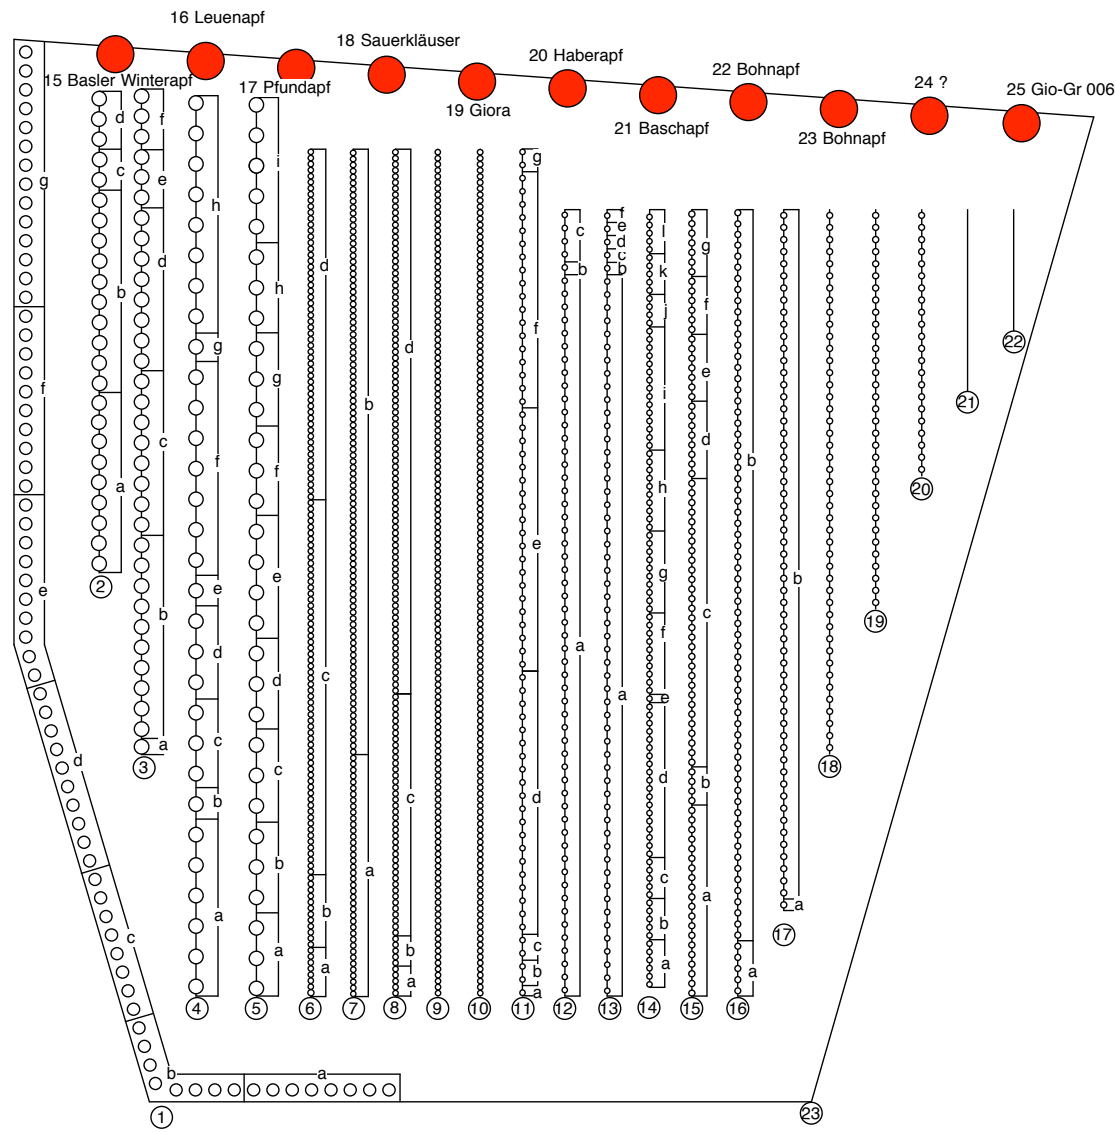 16 Leuenapf
18 Sauerkläuser
20 Haberapf
22 Bohnapf
24 ?
25 Gio-Gr 006
15 Basler Winterapf
17 Pfundapf
19 Giora
21 Baschapf
23 Bohnapf
g
f
e
d
c
b
a
1
d
c
b
a
2
f
e
d
c
b
a
3
h
g
f
e
d
c
b
a
4
i
h
g
f
e
d
c
b
a
5
d
c
b
a
6
b
a
7
d
c
b
a
8
9
10
g
f
e
d
c
b
a
11
c
b
a
12
f
e
d
c
b
a
13
l
k
j
i
h
g
f
e
d
c
b
a
14
g
f
e
d
c
b
a
15
b
a
16
b
a
17
18
19
20
21
22
23